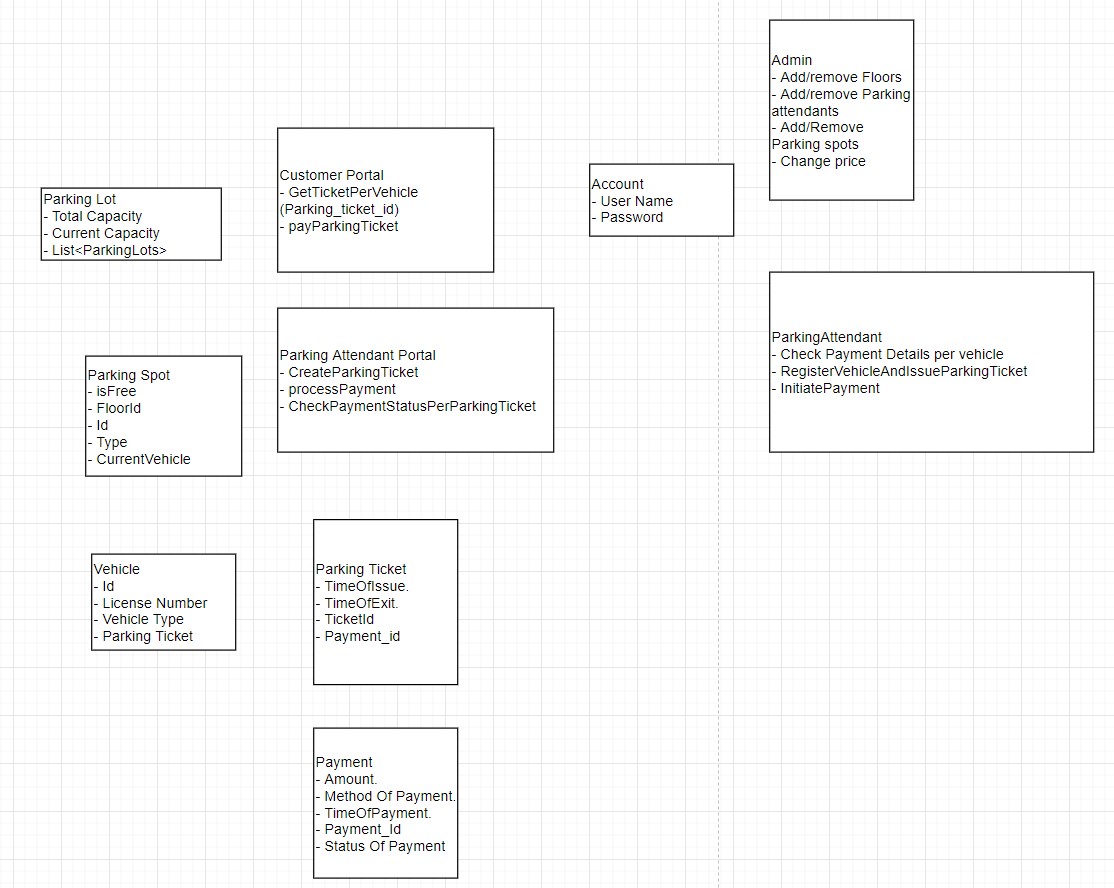 Admin
- Add/remove Floors
- Add/remove Parking
attendants
- Add/Remove
Parking spots
- Change price
Customer Portal
- GetTicketPerVehicle
(Parking_ticket_id)
- payParkingTicket
Account
- User Name
- Password
Parking Lot
- Total Capacity
- Current Capacity
- List<ParkingLots>
Parking Attendant Portal
- CreateParkingTicket
- processPayment
- CheckPaymentStatusPerParkingTicket
ParkingAttendant
- Check Payment Details per vehicle
- RegisterVehicleAndIssueParkingTicket
- InitiatePayment
Parking Spot
- isFree
- FloorId
- Id
- Type
- CurrentVehicle
Vehicle
- Id
- License Number
- Vehicle Type
- Parking Ticket
Parking Ticket
- TimeOfIssue.
- TimeOfExit.
- TicketId
- Payment_id
Payment
- Amount.
- Method Of Payment.
- TimeOfPayment.
- Payment_Id
- Status Of Payment